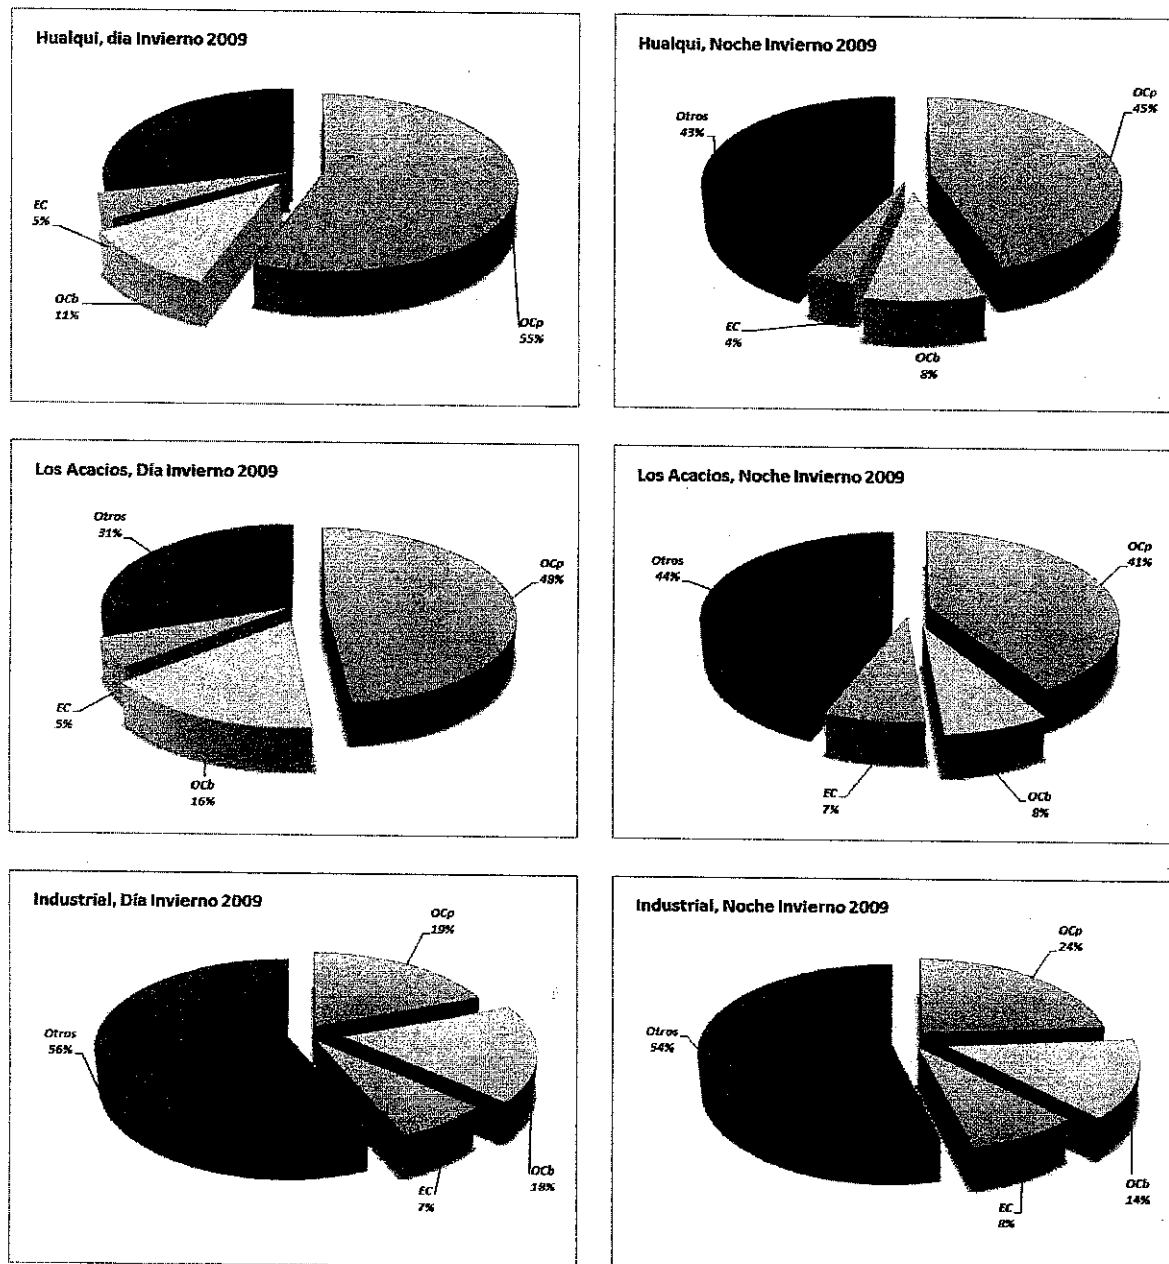 Hualqui, dia Invierno 2009
EC
5%
OCb
11%
OCp
55%
Hualqui, Noche Invierno 2009
Otros
43%
OCp
45%
EC
4%
OCb
8%
Los Acacios, Día Invierno 2009
Otros
31%
OCp
48%
EC
5%
OCb
16%
Los Acacios, Noche Invierno 2009
Otros
44%
OCp
41%
EC
7%
OCb
8%
Industrial, Día Invierno 2009
OCp
19%
Otros
56%
EC
7%
OCb
18%
Industrial, Noche Invierno 2009
OCp
24%
Otros
54%
EC
8%
OCb
14%